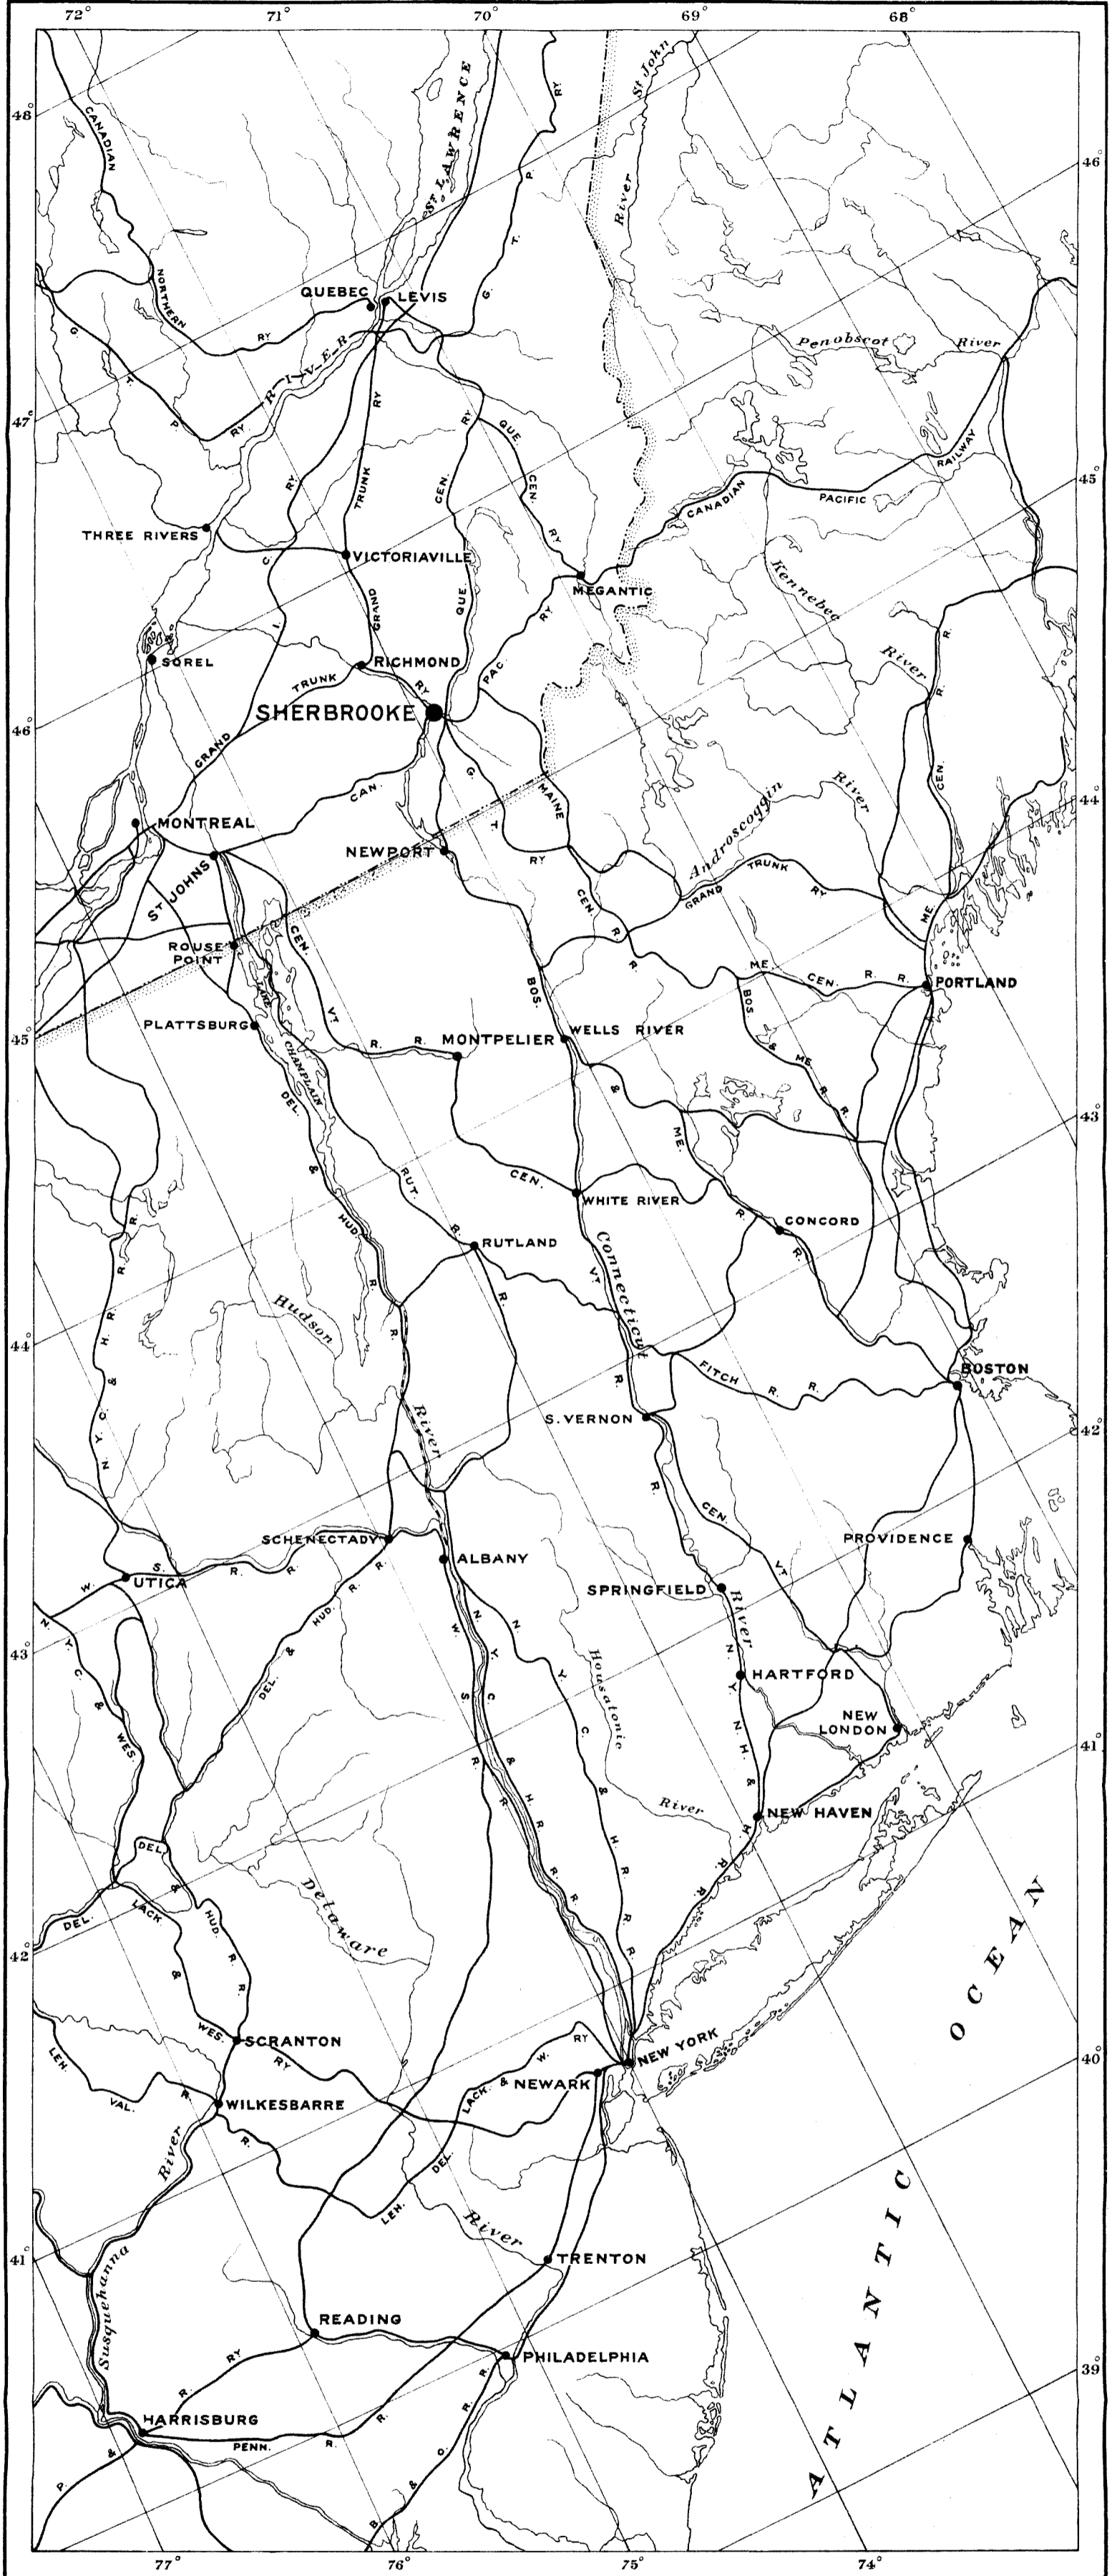 72° 71° 70° 69° 68°
48°
46°
CANADIAN
NORTHERN
RY
ST LAWRENCE
RY
P.
T.
G.
St John
River
QUEBEC
LEVIS
G.
T.
P.
RY
RIVER
Penobscot
River
47°
45°
RY
TRUNK
GRAND
RY.
C.
I.
RY
CEN.
QUE.
QUE.
CEN.
RY
CANADIAN
PACIFIC
RAILWAY
THREE RIVERS
VICTORIAVILLE
MEGANTIC
Kennebec
River
SOREL
RICHMOND
TRUNK
RY
GRAND
PAC.
RY.
SHERBROOKE
46°
44°
R.
R.
CEN.
ME.
CAN.
G.
T.
RY
MAINE
CEN.
R.
R.
Androscoggin
River
MONTREAL
ST JOHNS
NEWPORT
GRAND
TRUNK
RY
ROUSE
POINT
CEN.
VT
R.
R.
BOS.
ME.
CEN.
R.
R.
PORTLAND
PLATTSBURG
LAKE
CHAMPLAIN
MONTPELIER
WELLS RIVER
BOS.
&
ME.
R.
R.
45°
43°
DEL.
&
HUD.
R.
R.
RUT.
R.
R.
CEN.
&
ME.
R.
R.
WHITE RIVER
CONCORD
RUTLAND
Connecticut
VT
R.
Hudson
River
R.
R.
44°
N.Y.C. & H.R.
FITCH
R.
R.
BOSTON
S. VERNON
42°
R.
CEN.
VT
SCHENECTADY
PROVIDENCE
ALBANY
UTICA
W.
S.
R.
R.
SPRINGFIELD
River
43°
N.
Y.
C.
&
WES.
DEL.
&
HUD.
R.
R.
W.
S.
R.
R.
N.
Y.
C.
&
H.
R.
R.
R.
N.
Y.
C.
&
H.
R.
R.
R.
Housatonic
River
N.
Y.
N.
H.
&
H.
R.
R.
HARTFORD
NEW
LONDON
41°
NEW HAVEN
DEL.
&
HUD.
R.
R.
DEL.
LACK.
&
WES.
RY
Delaware
River
42°
OCEAN
SCRANTON
NEW YORK
40°
LEH.
VAL.
R.
R.
WILKESBARRE
NEWARK
DEL.
LACK.
&
W.
RY
LEH.
Susquehanna
River
41°
TRENTON
READING
PHILADELPHIA
39°
ATLANTIC
R.
RY
HARRISBURG
PENN.
R.
R.
P.
&
B.
&
O.
R.
R.
77° 76° 75° 74°